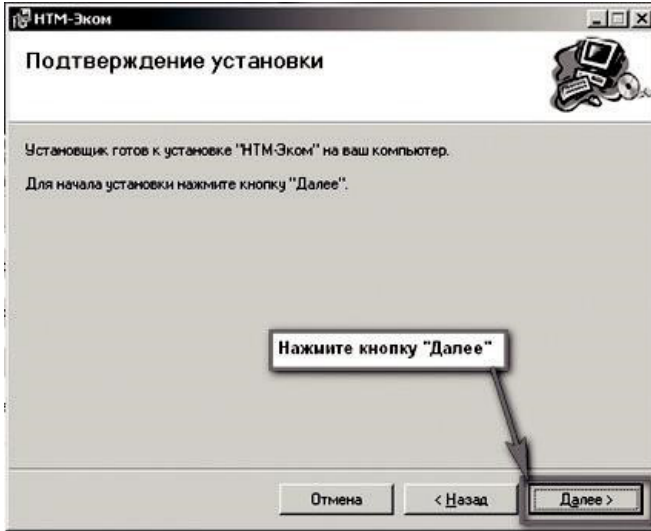 НТМ-Эком
Подтверждение установки
Установщик готов к установке "НТМ-Эком" на ваш компьютер.
Для начала установки нажмите кнопку "Далее".
Нажмите кнопку "Далее"
Отмена
< Назад
Далее >